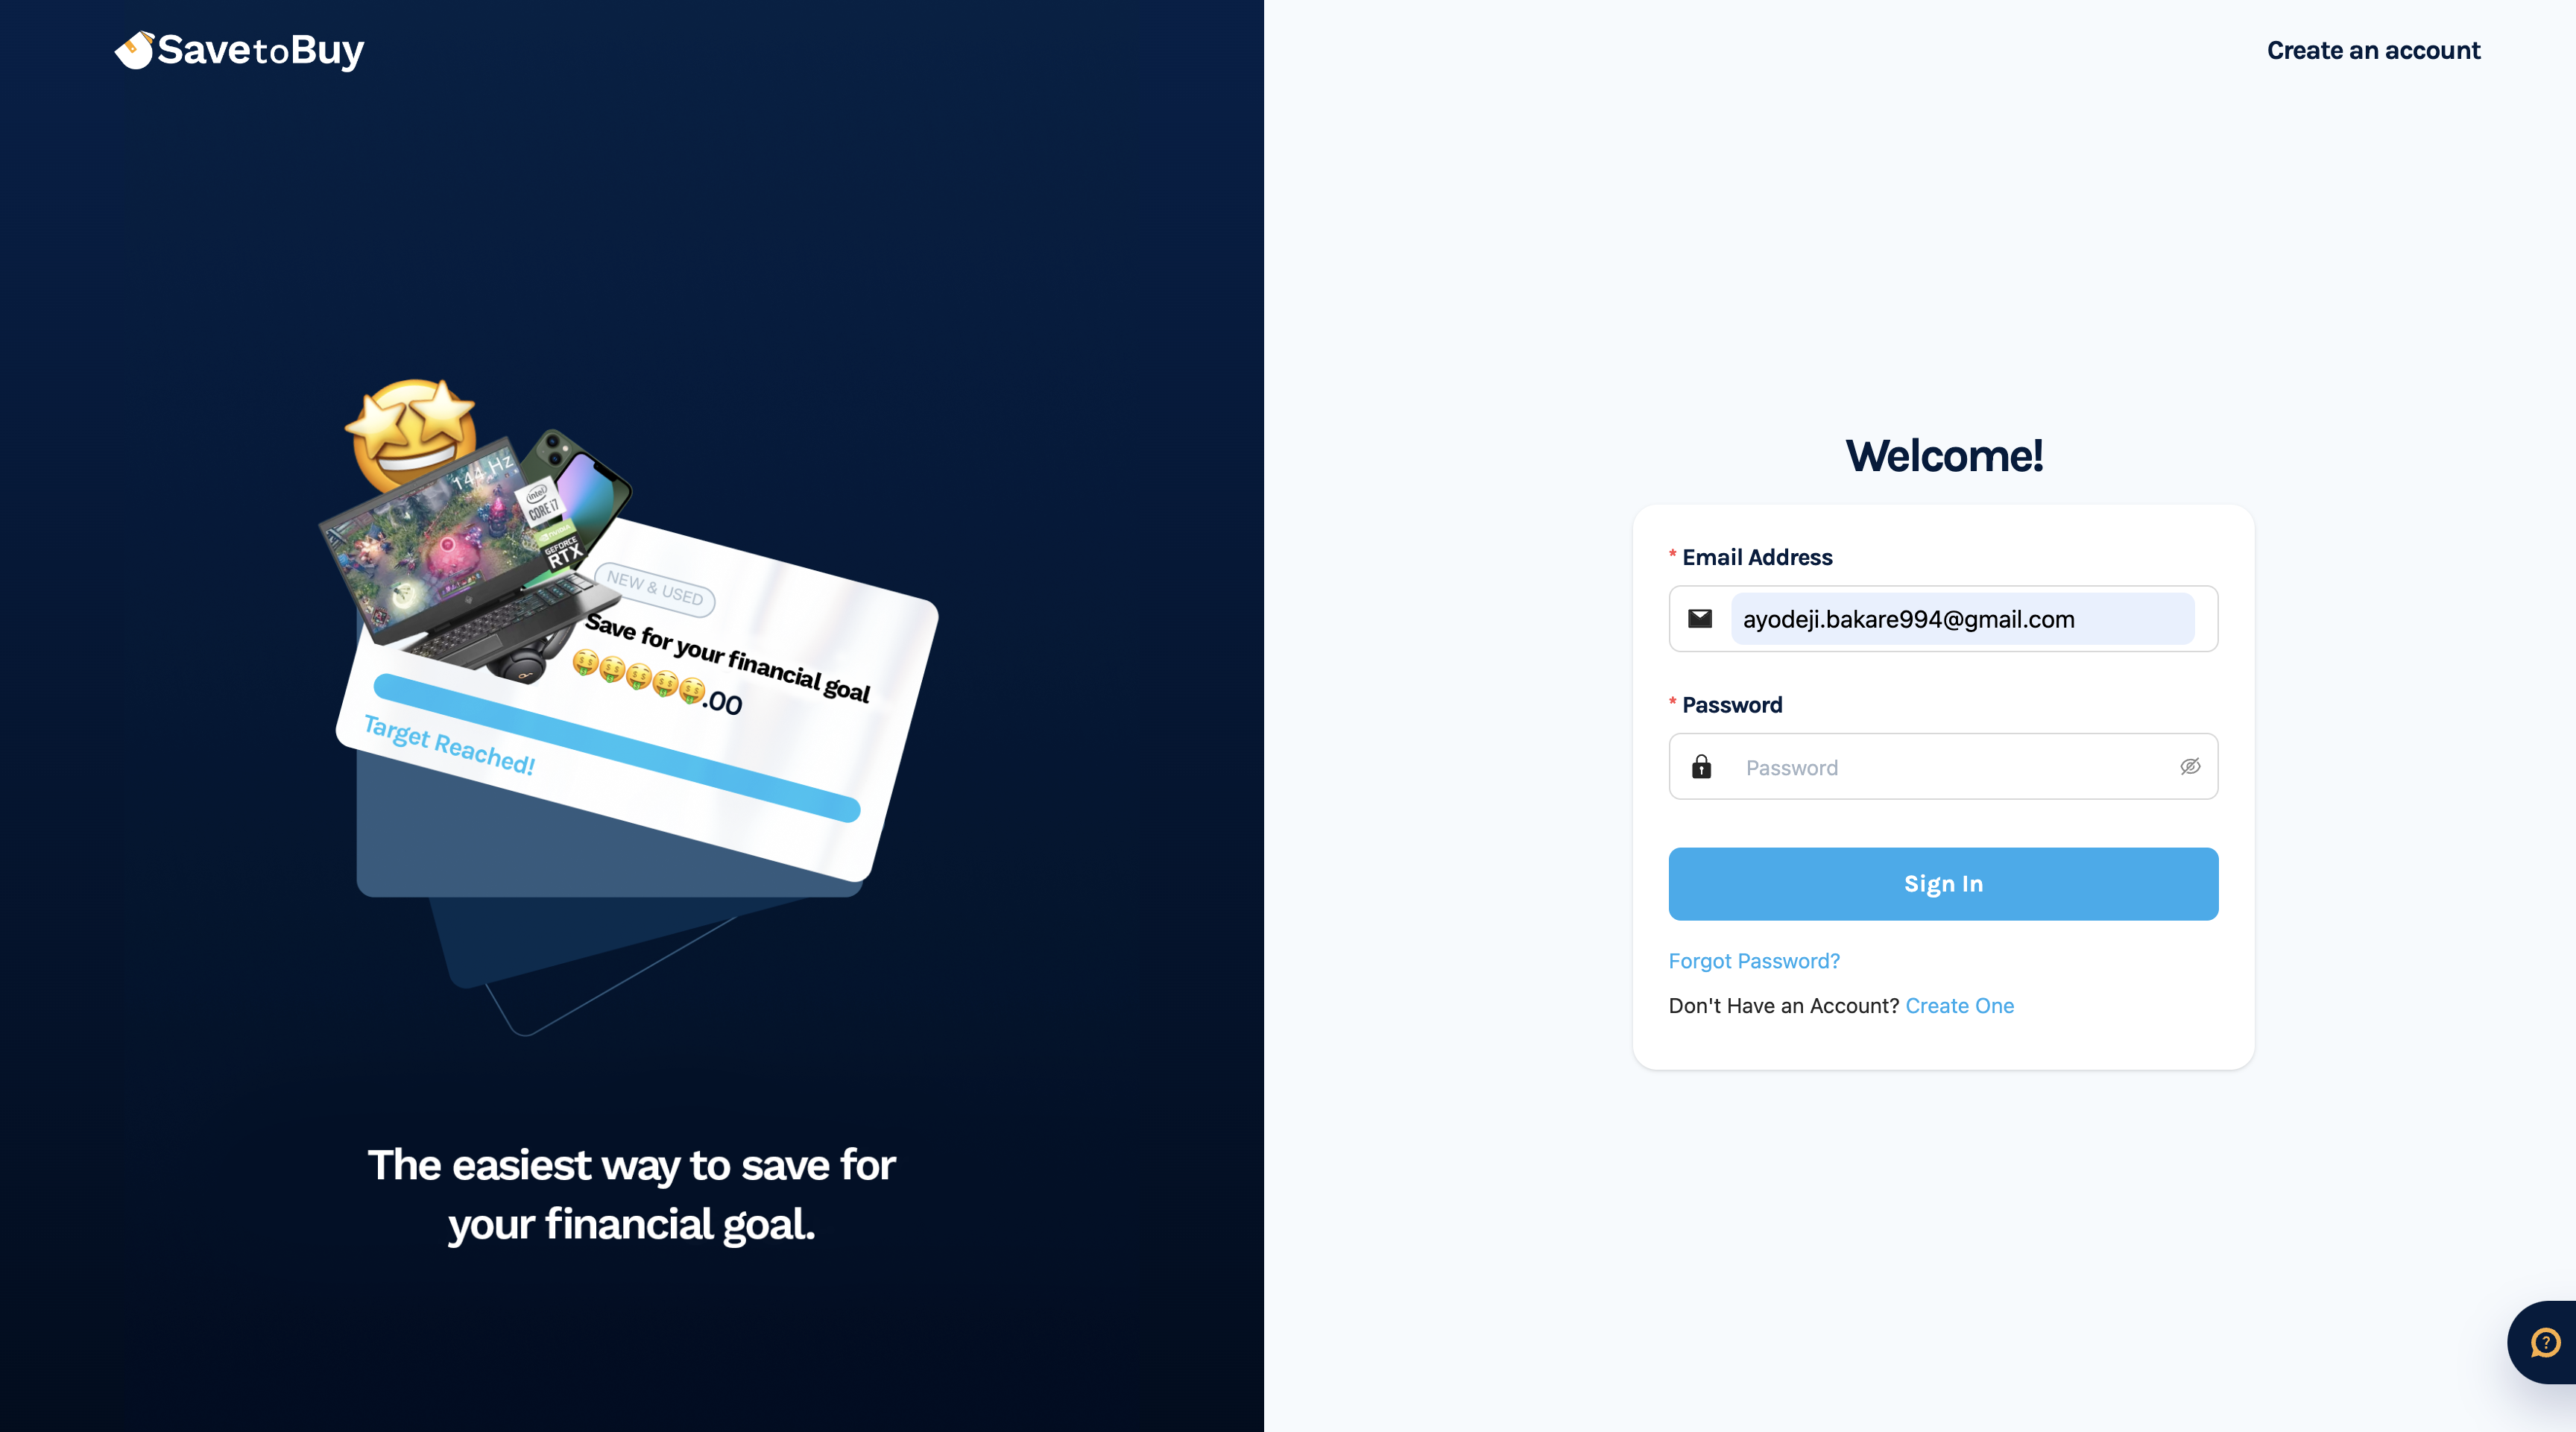 SavetoBuy
Create an account
144 Hz
intel
CORE i7
NVIDIA
GEFORCE
RTX
NEW & USED
Save for your financial goal
.00
Target Reached!
The easiest way to save for
your financial goal.
Welcome!
* Email Address
ayodeji.bakare994@gmail.com
* Password
Password
Sign In
Forgot Password?
Don't Have an Account? Create One